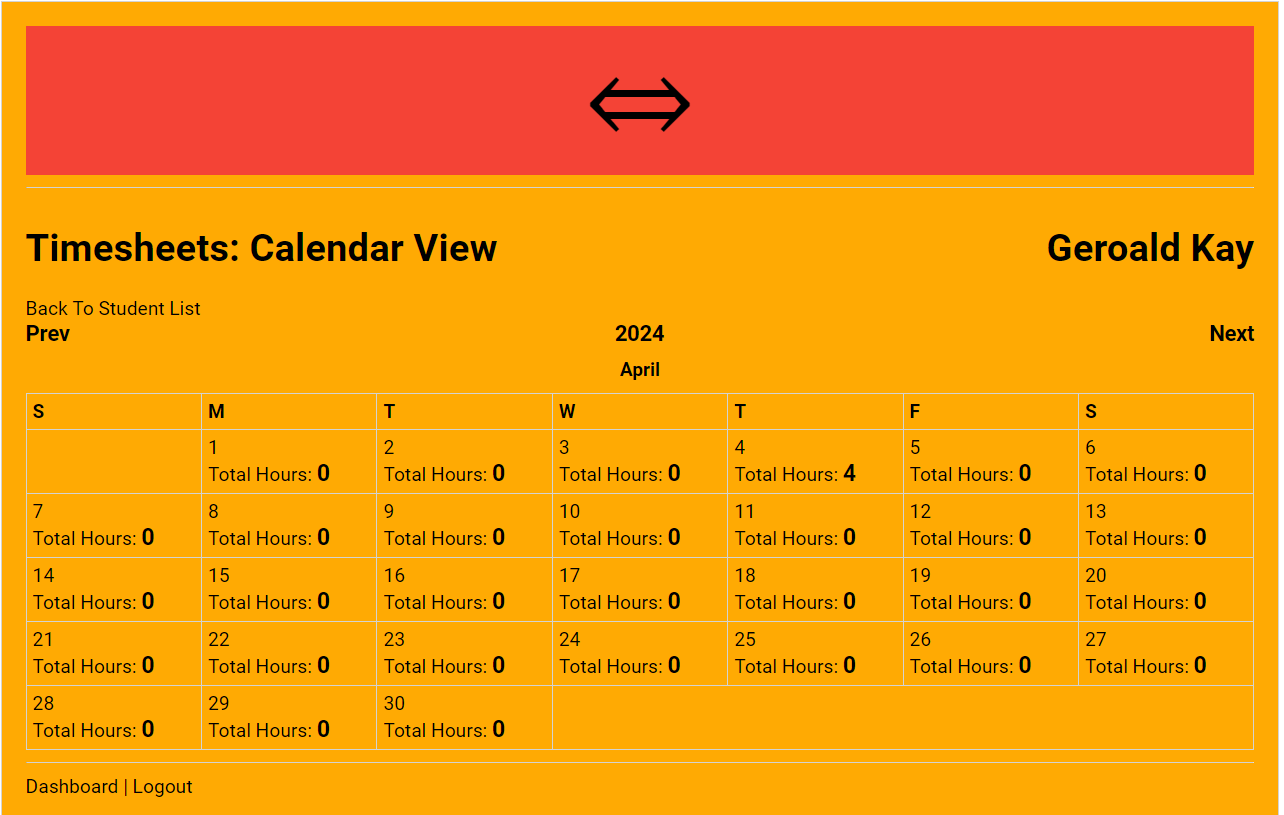 Timesheets: Calendar View Geroald Kay
Back To Student List
Prev 2024 Next
April
S M T W T F S
1 2 3 4 5 6
Total Hours: 0 Total Hours: 0 Total Hours: 0 Total Hours: 4 Total Hours: 0 Total Hours: 0
7 8 9 10 11 12 13
Total Hours: 0 Total Hours: 0 Total Hours: 0 Total Hours: 0 Total Hours: 0 Total Hours: 0 Total Hours: 0
14 15 16 17 18 19 20
Total Hours: 0 Total Hours: 0 Total Hours: 0 Total Hours: 0 Total Hours: 0 Total Hours: 0 Total Hours: 0
21 22 23 24 25 26 27
Total Hours: 0 Total Hours: 0 Total Hours: 0 Total Hours: 0 Total Hours: 0 Total Hours: 0 Total Hours: 0
28 29 30
Total Hours: 0 Total Hours: 0 Total Hours: 0
Dashboard | Logout